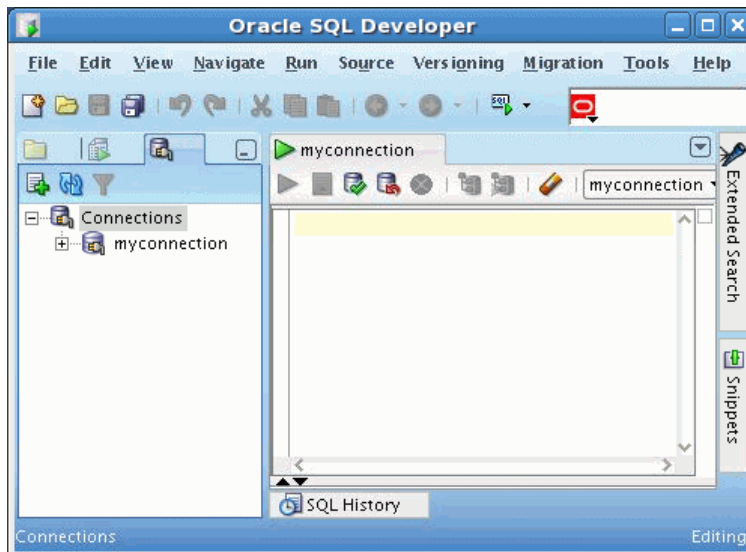 Oracle SQL Developer
File Edit View Navigate Run Source Versioning Migration Tools Help
SQL
O
myconnection
myconnection
Connections
myconnection
Extended Search
Snippets
SQL History
Connections
Editing